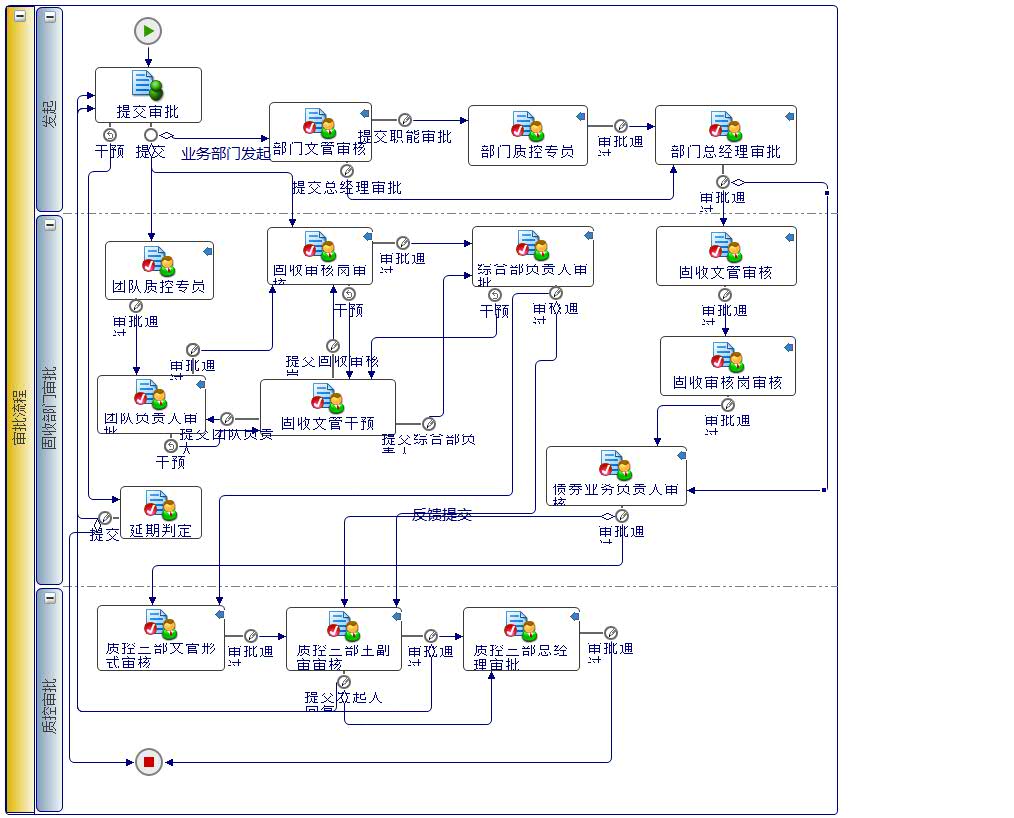 审批流程
发起
提交审批
干预
提交
业务部门发起
部门文管审核
提交职能审批
提交总经理审批
部门质控专员
审批通
过
部门总经理审批
审批通
过
固收部门审批
团队质控专员
审批通
过
固收审核岗审
核
审批通
过
干预
综合部负责人审
批
干预
审批通
过
固收文管审核
审批通
过
固收审核岗审核
审批通
过
审批通
过
提交固收审核
岗
团队负责人审
批
干预
提交团队负责
人
固收文管干预
提交综合部负
责人
债券业务负责人审
核
审批通
过
延期判定
提交
反馈提交
质控审批
质控二部文管形
式审核
审批通
过
质控二部主副
审审核
审批通
过
提交发起人
回复
质控二部总经
理审批
审批通
过